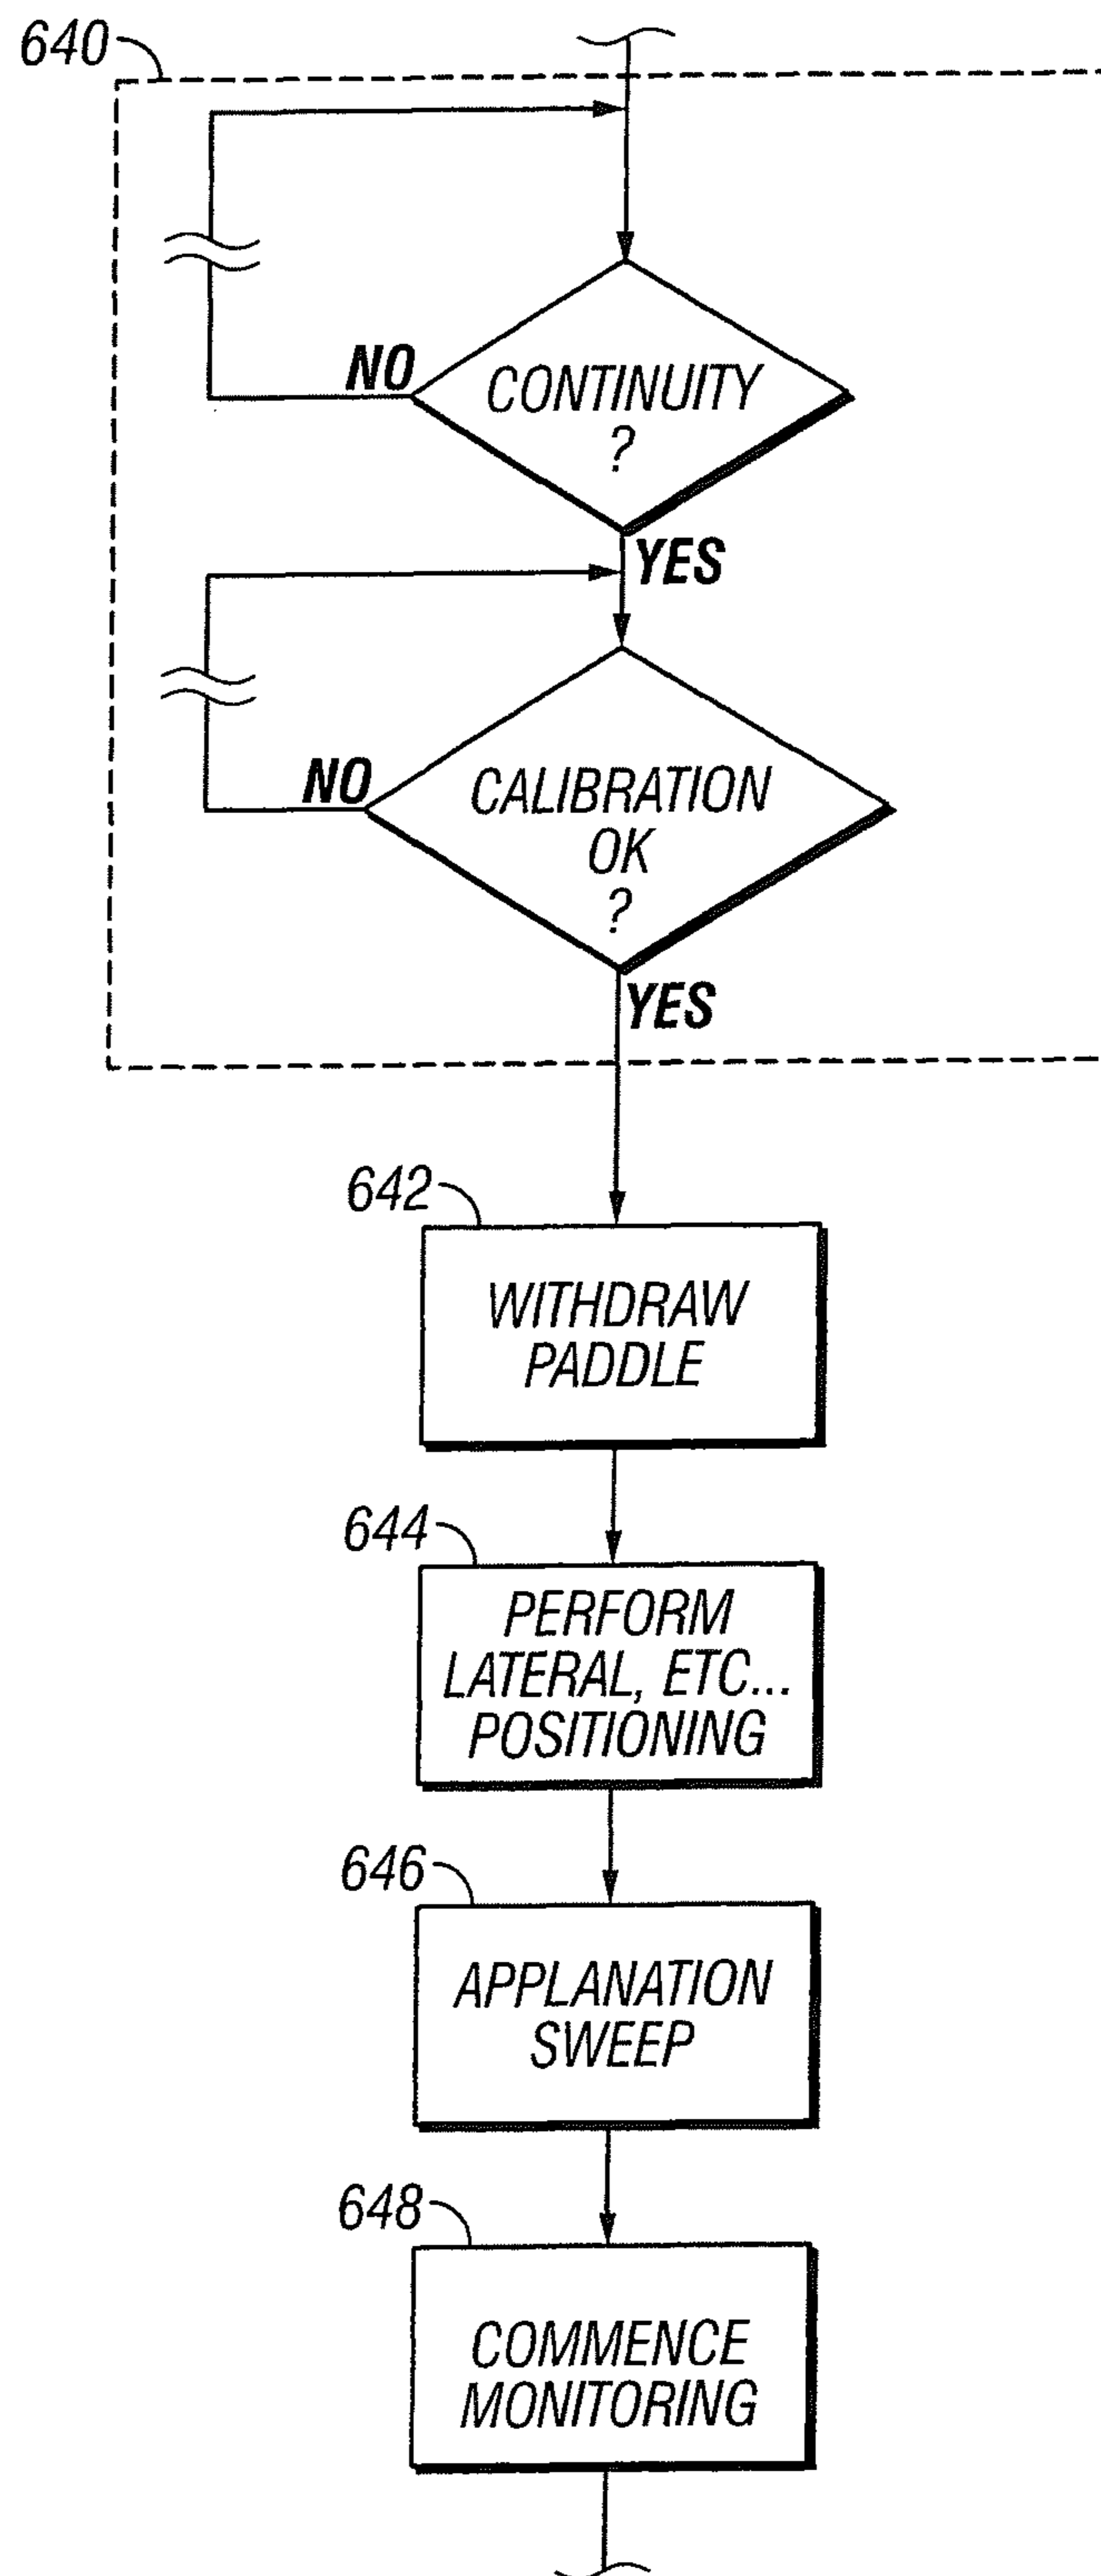 640
NO
CONTINUITY
?
YES
NO
CALIBRATION
OK
?
YES
642
WITHDRAW
PADDLE
644
PERFORM
LATERAL, ETC...
POSITIONING
646
APPLANATION
SWEEP
648
COMMENCE
MONITORING